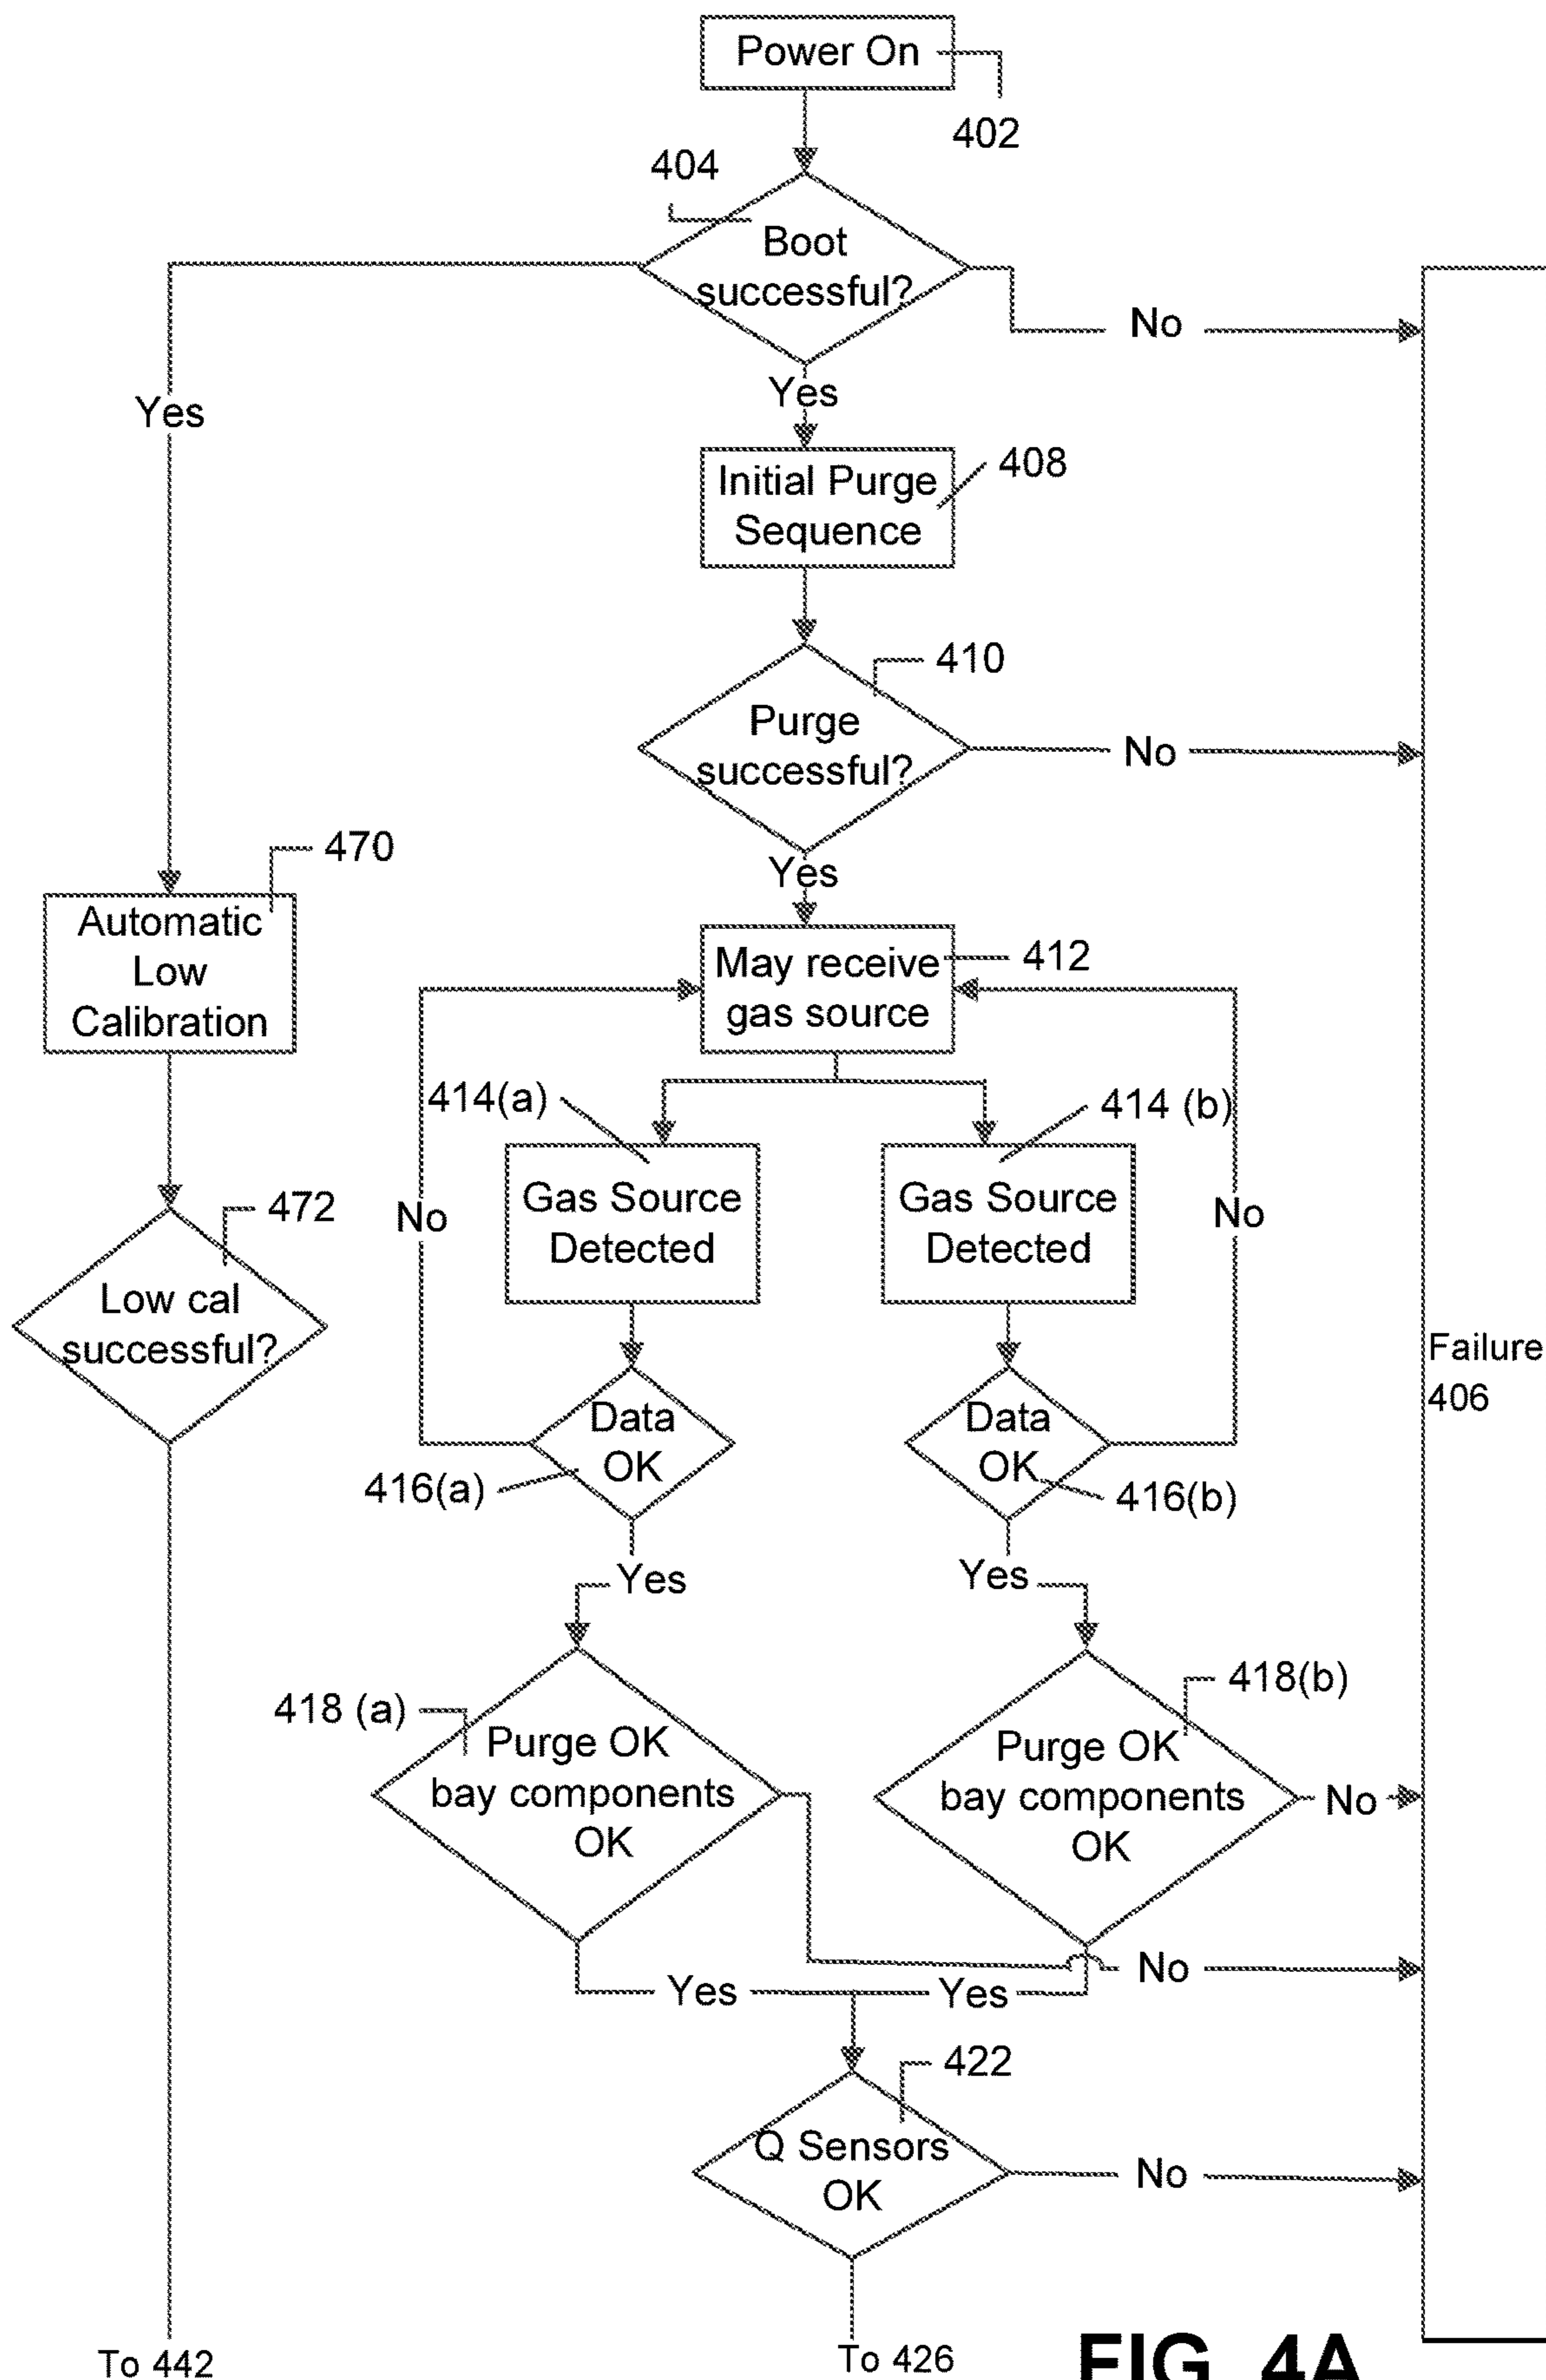 Power On
402
404
Boot
successful?
No
Yes
Yes
Initial Purge
Sequence
408
410
Purge
successful?
No
Yes
470
Automatic
Low
Calibration
May receive
gas source
412
414(a)
414 (b)
Gas Source
Detected
Gas Source
Detected
No
No
472
Low cal
successful?
Failure
406
Data
OK
Data
OK
416(a)
416(b)
Yes
Yes
418 (a)
418(b)
Purge OK
bay components
OK
Purge OK
bay components
OK
No
No
Yes
Yes
422
Q Sensors
OK
No
To 442
To 426
FIG. 4A